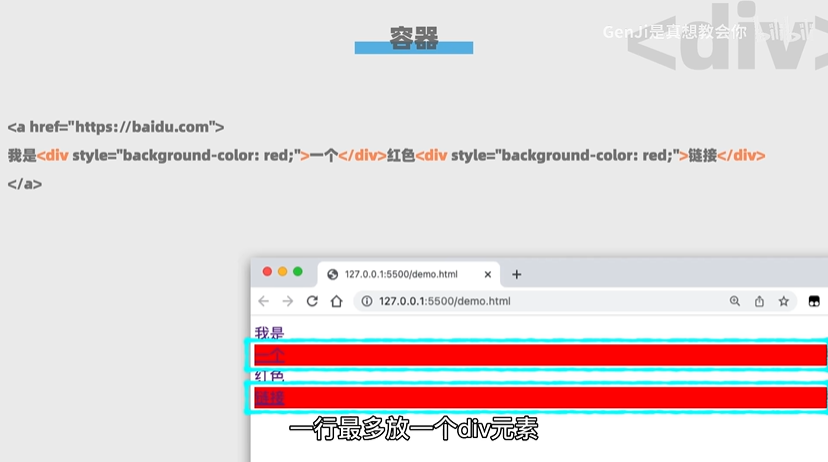 容器
<div>
GenJi是真想教会你
<a href="https://baidu.com">
我是<div style="background-color: red;">一个</div>红色<div style="background-color: red;">链接</div>
</a>
127.0.0.1:5500/demo.html
127.0.0.1:5500/demo.html
我是
一个
红色
链接
一行最多放一个div元素